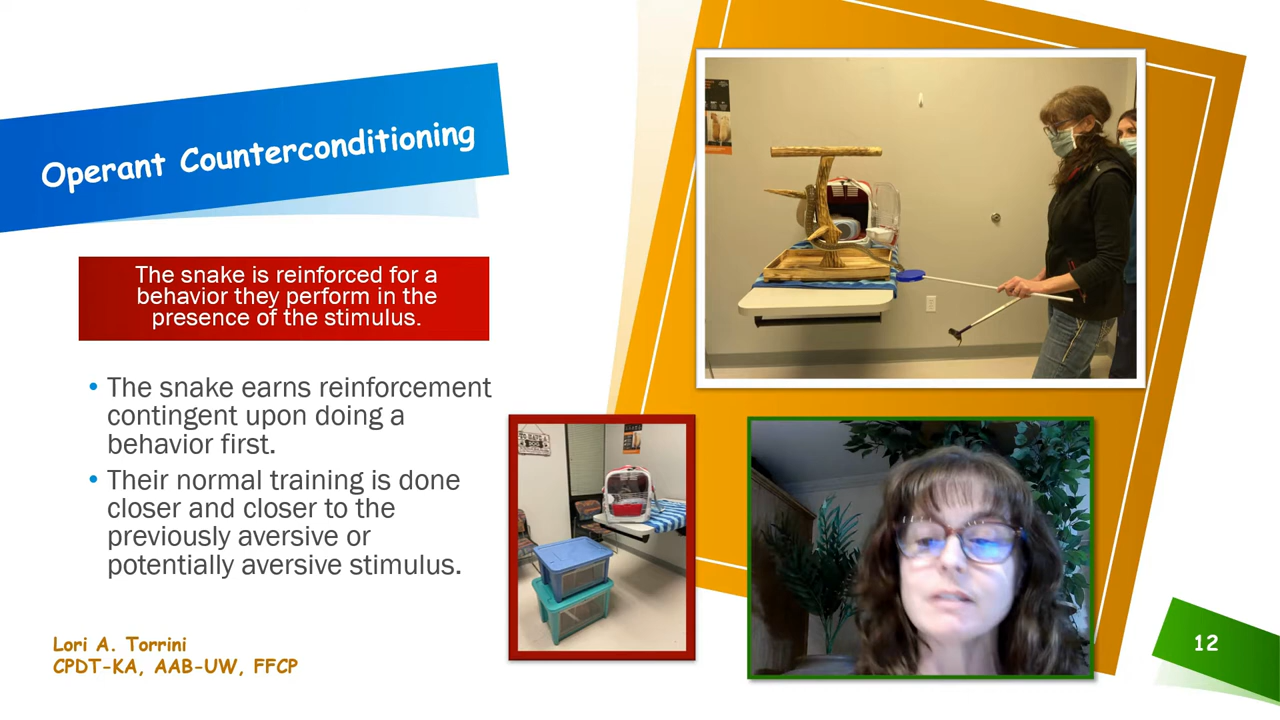 Operant Counterconditioning
The snake is reinforced for a
behavior they perform in the
presence of the stimulus.
• The snake earns reinforcement
contingent upon doing a
behavior first.
• Their normal training is done
closer and closer to the
previously aversive or
potentially aversive stimulus.
Lori A. Torrini
CPDT-KA, AAB-UW, FFCP
12